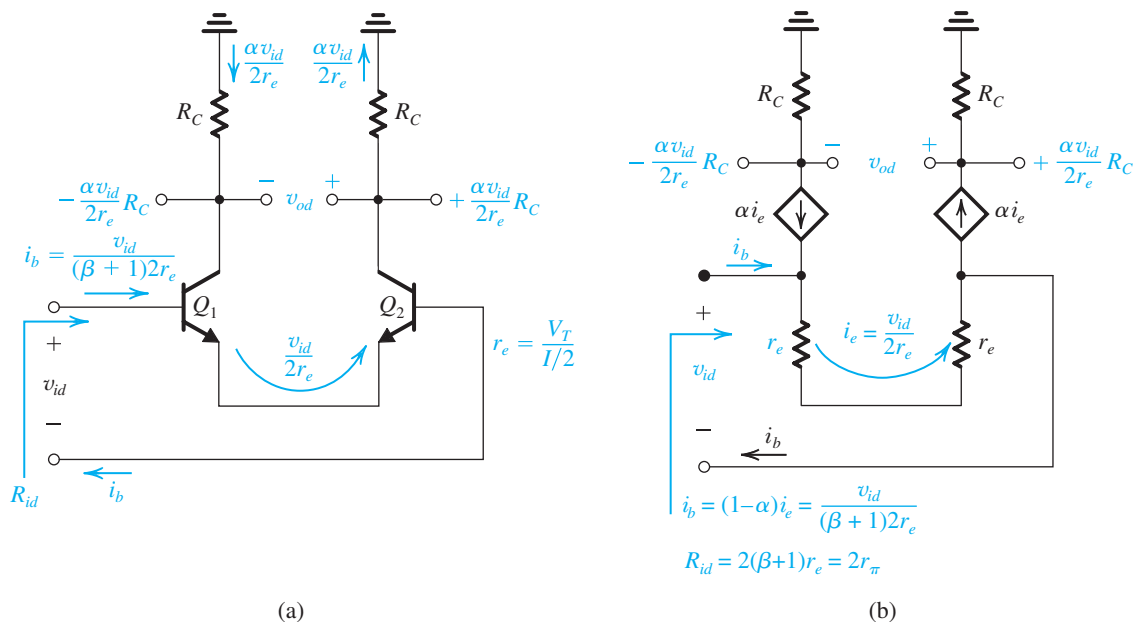 αv_id/2r_e
αv_id/2r_e
R_C
R_C
− αv_id/2r_e R_C
−
v_od
+
+ αv_id/2r_e R_C
i_b = v_id/(β + 1)2r_e
Q_1
Q_2
+
v_id
−
v_id/2r_e
r_e = V_T/I/2
R_id
i_b
(a)
R_C
R_C
− αv_id/2r_e R_C
−
v_od
+
+ αv_id/2r_e R_C
αi_e
αi_e
i_b
+
v_id
−
r_e
i_e = v_id/2r_e
r_e
i_b
i_b = (1−α)i_e = v_id/(β + 1)2r_e
R_id = 2(β+1)r_e = 2r_π
(b)